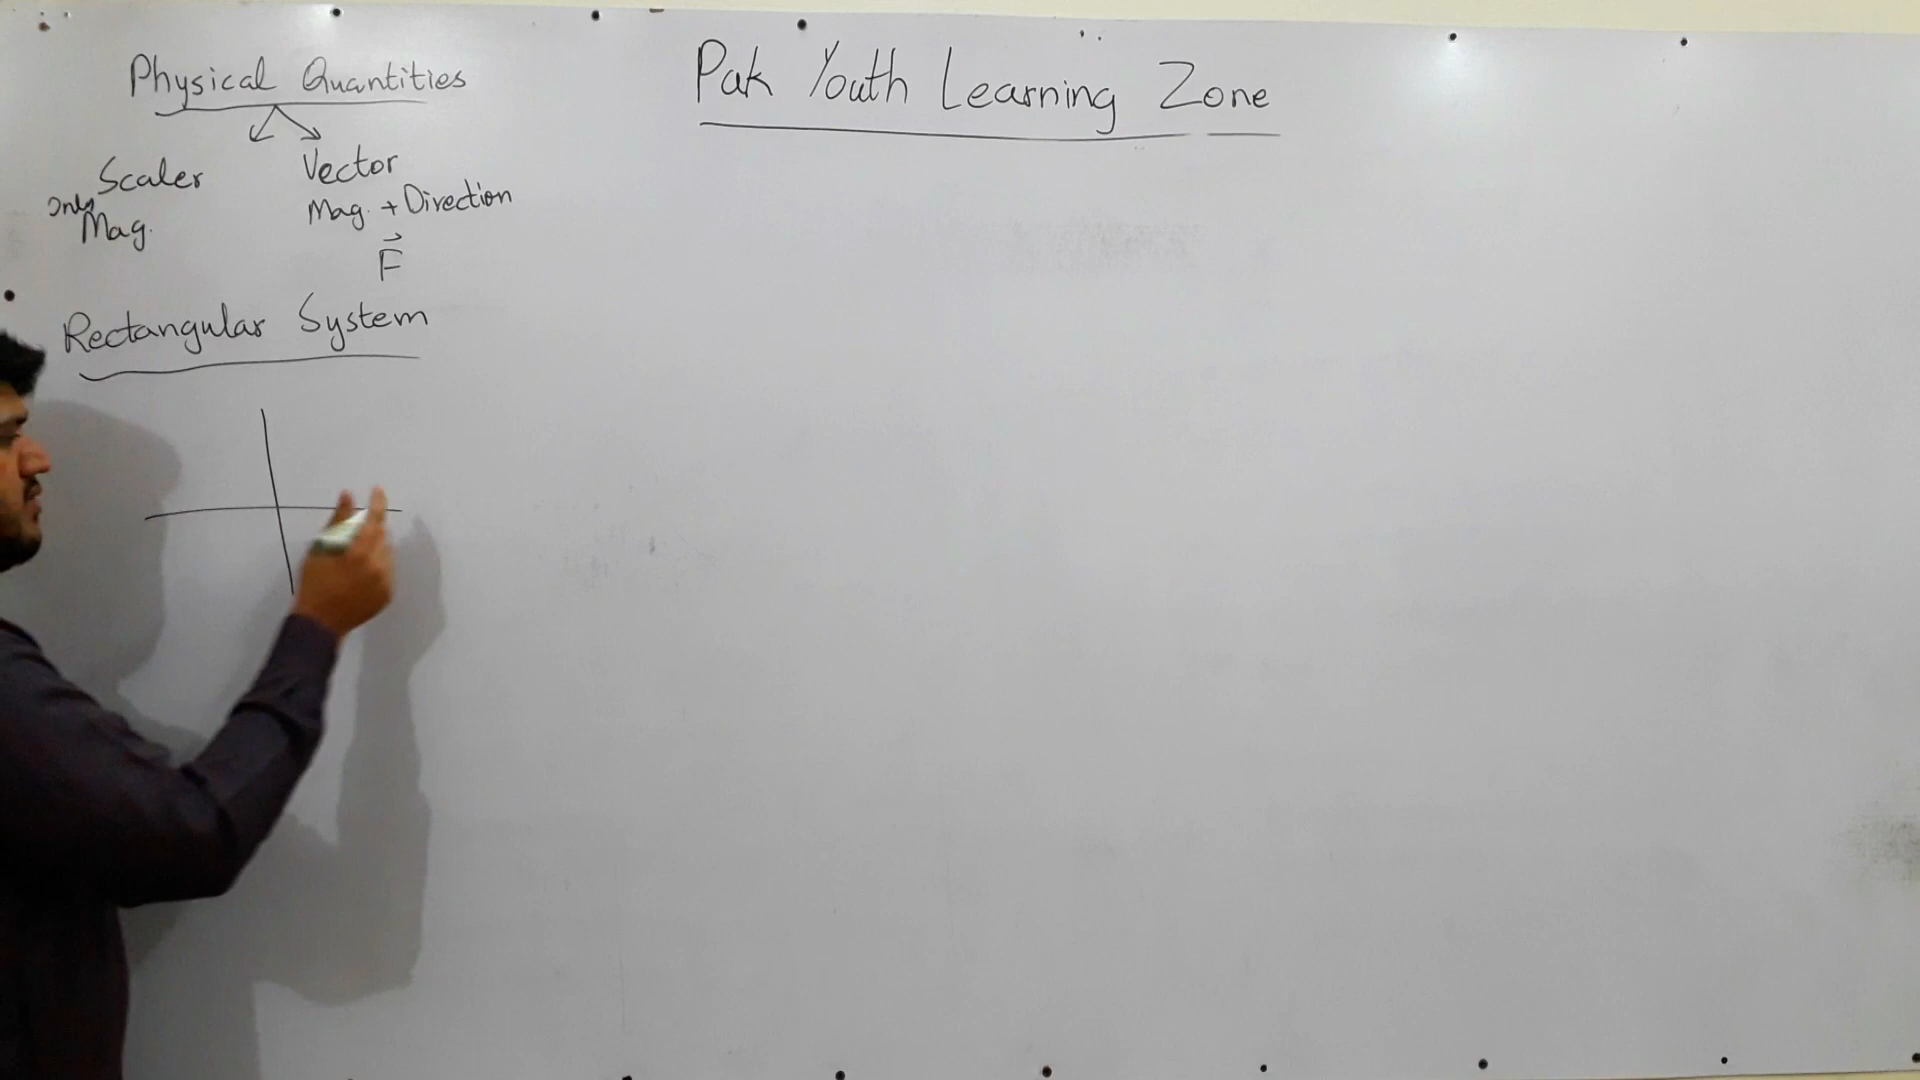 Pak Youth Learning Zone
Physical Quantities
Scaler
Only
Mag.
Vector
Mag. + Direction
F⃗
Rectangular System